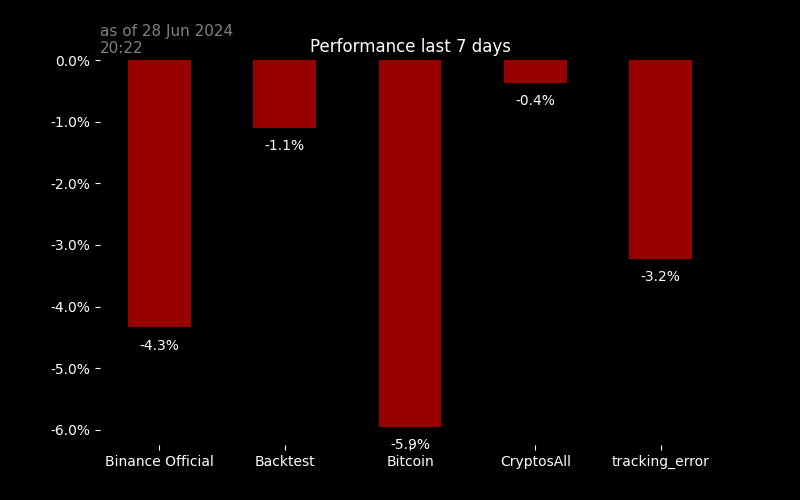 as of 28 Jun 2024
20:22
Performance last 7 days
0.0%
-1.0%
-2.0%
-3.0%
-4.0%
-5.0%
-6.0%
-4.3%
-1.1%
-5.9%
-0.4%
-3.2%
Binance Official
Backtest
Bitcoin
CryptosAll
tracking_error